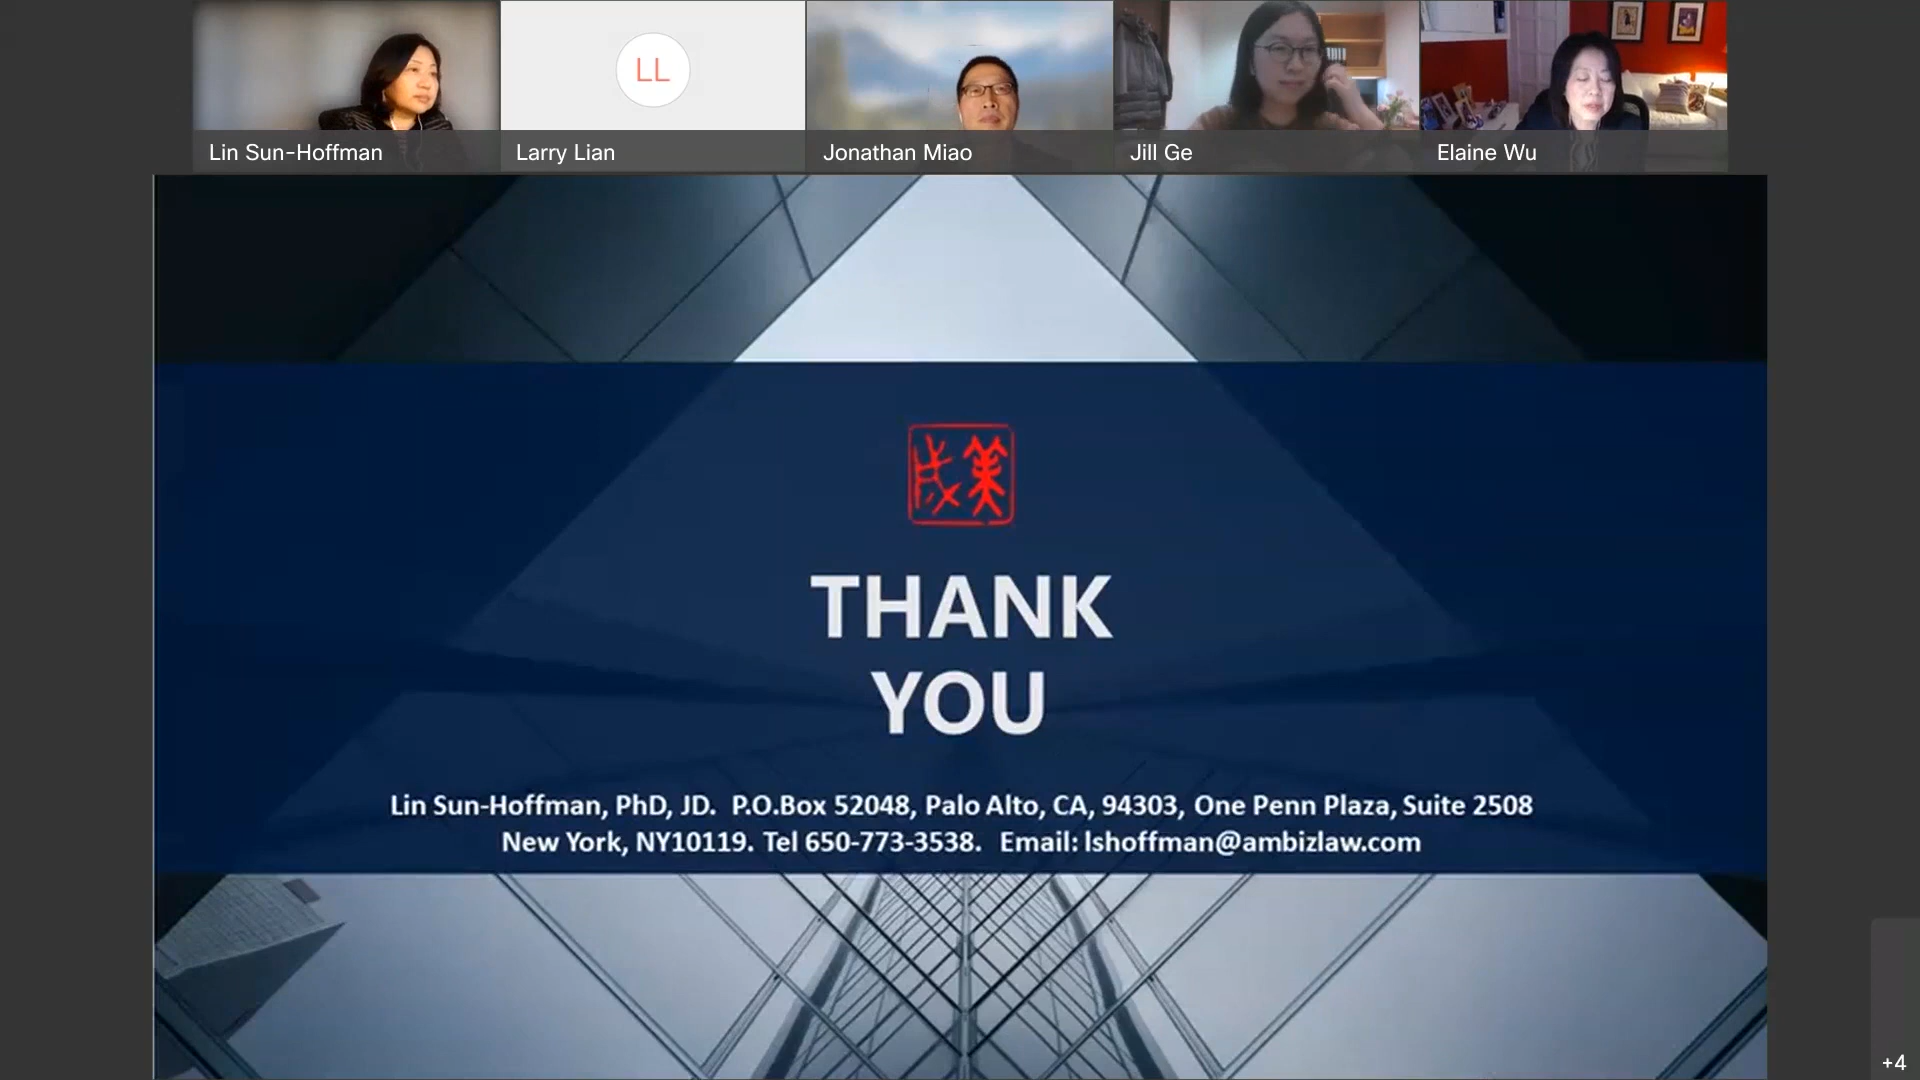 LL
Lin Sun-Hoffman
Larry Lian
Jonathan Miao
Jill Ge
Elaine Wu
THANK
YOU
Lin Sun-Hoffman, PhD, JD. P.O.Box 52048, Palo Alto, CA, 94303, One Penn Plaza, Suite 2508
New York, NY10119. Tel 650-773-3538. Email: lshoffman@ambizlaw.com
+4